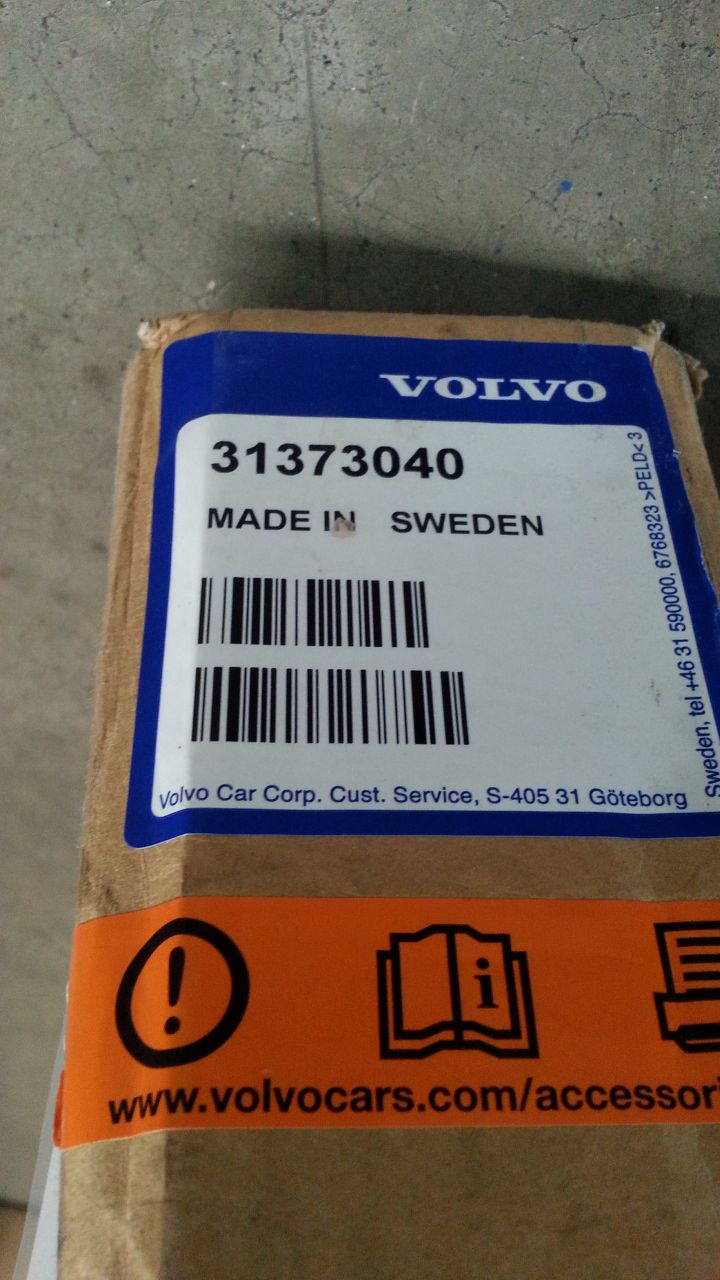 VOLVO
31373040
MADE IN SWEDEN
Volvo Car Corp. Cust. Service, S-405 31 Göteborg
Sweden, tel +46 31 590000, 6768323 >PELD< 3
www.volvocars.com/accessori